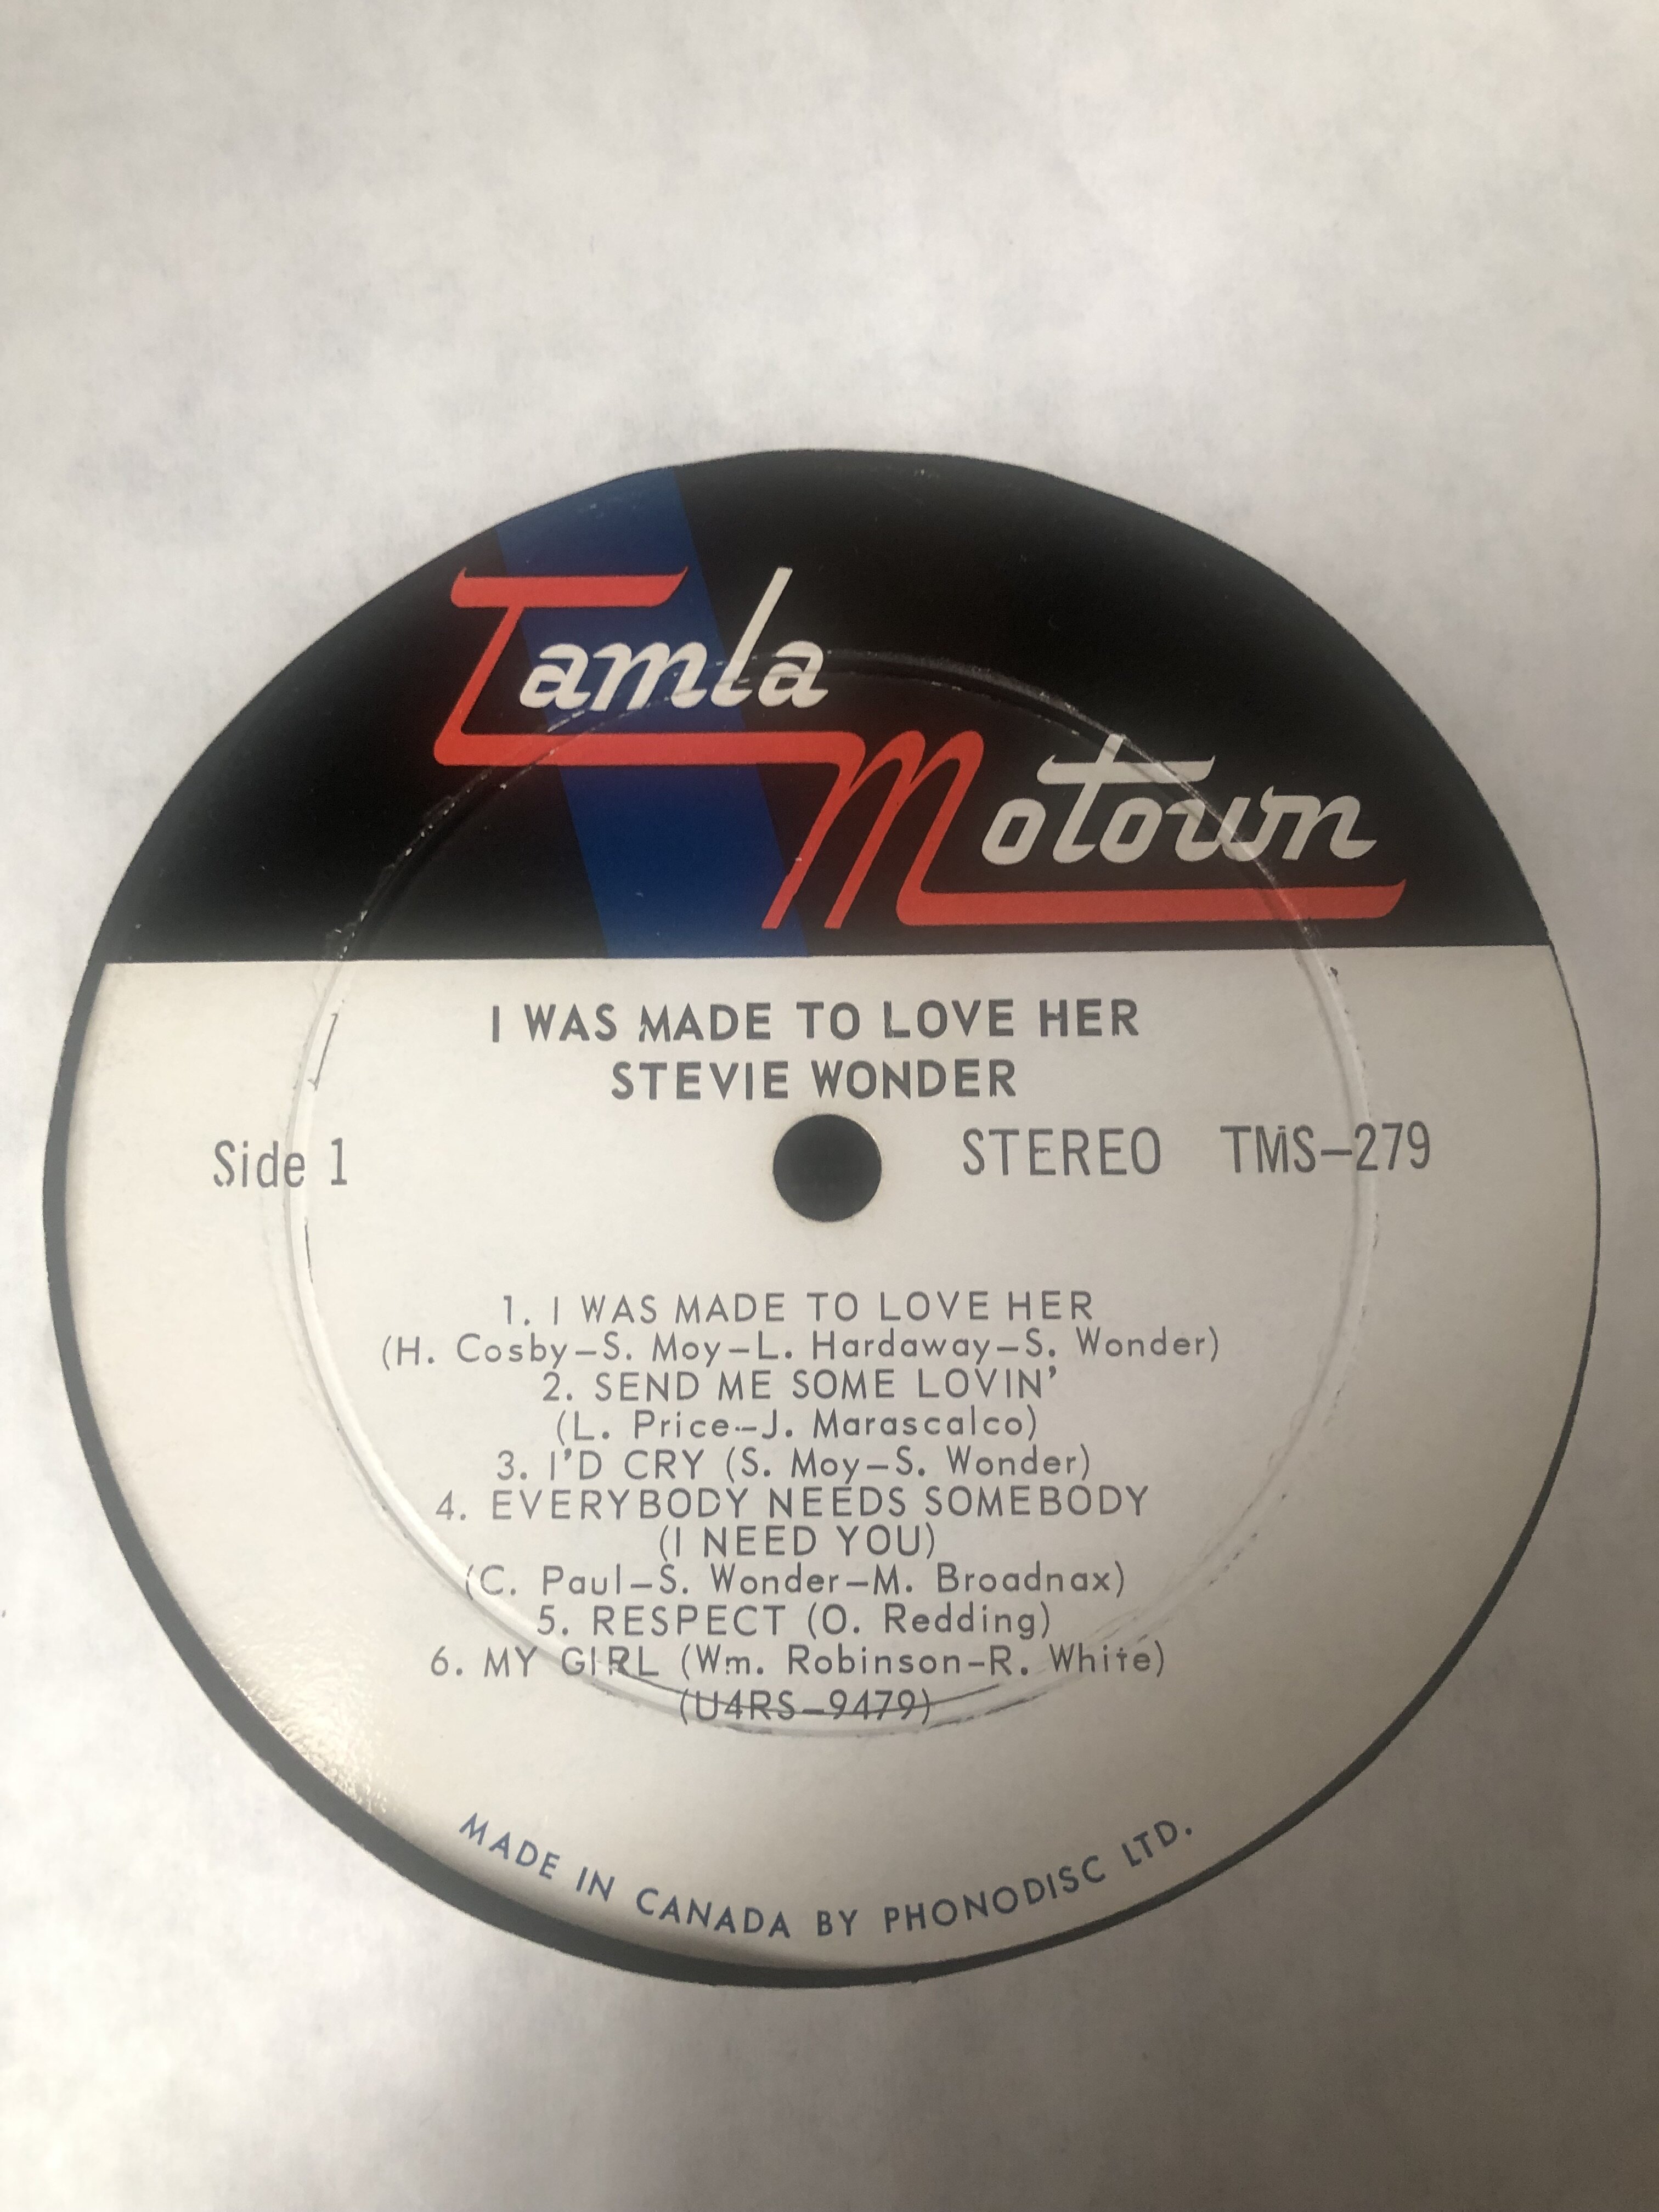 Tamla
Motown
I WAS MADE TO LOVE HER
STEVIE WONDER
Side 1 STEREO TMS-279
1. I WAS MADE TO LOVE HER
(H. Cosby-S. Moy-L. Hardaway-S. Wonder)
2. SEND ME SOME LOVIN'
(L. Price-J. Marascalco)
3. I'D CRY (S. Moy-S. Wonder)
4. EVERYBODY NEEDS SOMEBODY
(I NEED YOU)
(C. Paul-S. Wonder-M. Broadnax)
5. RESPECT (O. Redding)
6. MY GIRL (Wm. Robinson-R. White)
(U4RS-9479)
MADE IN CANADA BY PHONODISC LTD.